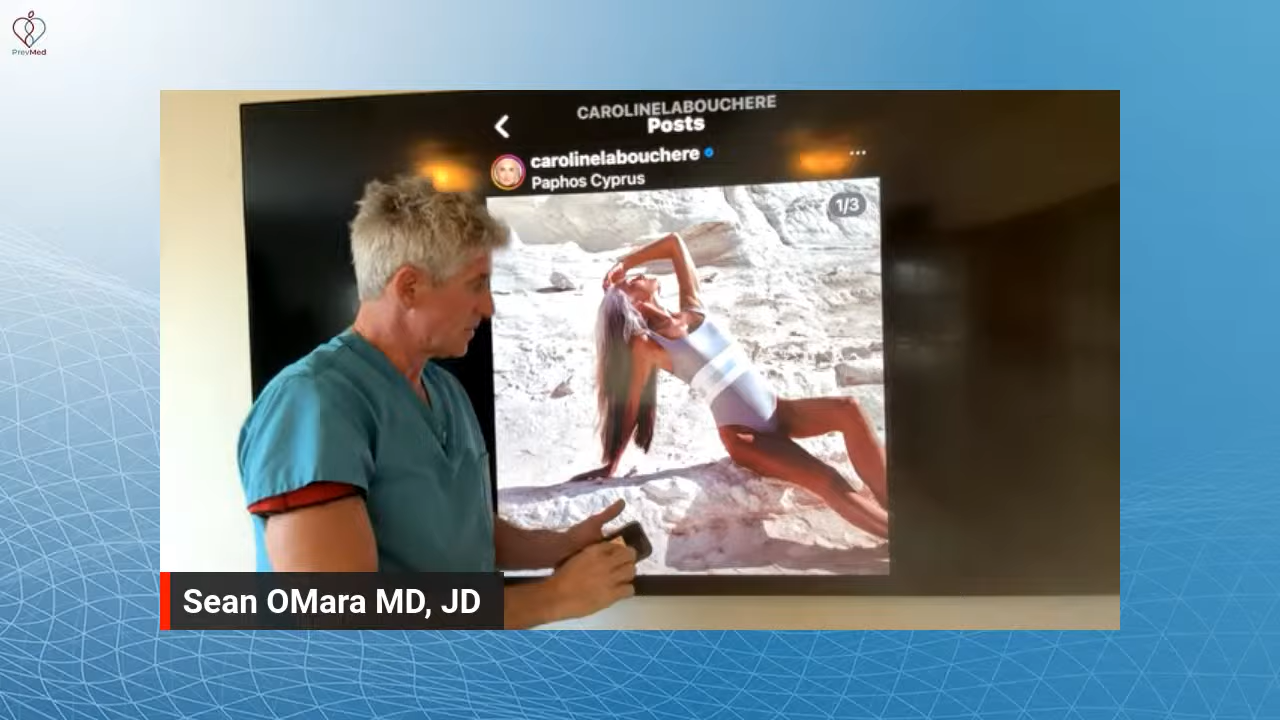 PrevMed
CAROLINELABOUCHERE
Posts
carolinelabouchere
Paphos Cyprus
1/3
Sean OMara MD, JD